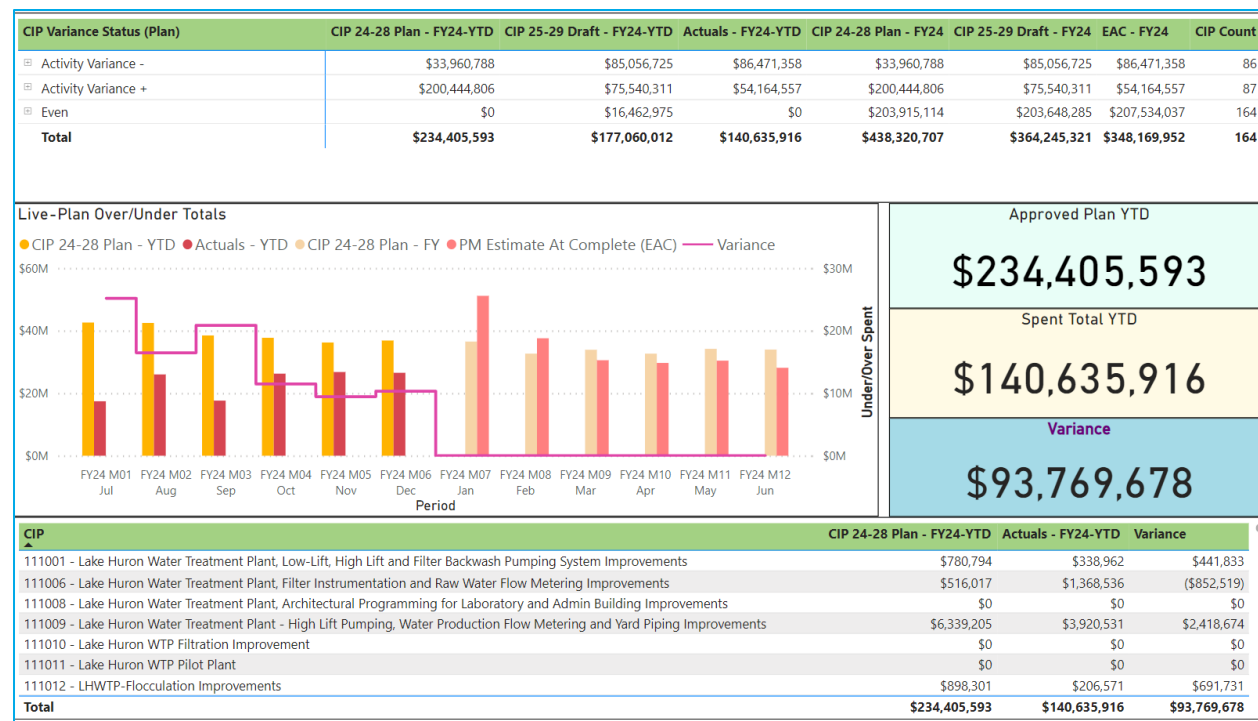 CIP Variance Status (Plan) CIP 24-28 Plan - FY24-YTD CIP 25-29 Draft - FY24-YTD Actuals - FY24-YTD CIP 24-28 Plan - FY24 CIP 25-29 Draft - FY24 EAC - FY24 CIP Count
Activity Variance - $33,960,788 $85,056,725 $86,471,358 $33,960,788 $85,056,725 $86,471,358 86
Activity Variance + $200,444,806 $75,540,311 $54,164,557 $200,444,806 $75,540,311 $54,164,557 87
Even $0 $16,462,975 $0 $203,915,114 $203,648,285 $207,534,037 164
Total $234,405,593 $177,060,012 $140,635,916 $438,320,707 $364,245,321 $348,169,952 164
Live-Plan Over/Under Totals
CIP 24-28 Plan - YTD Actuals - YTD CIP 24-28 Plan - FY PM Estimate At Complete (EAC) Variance
$60M $30M
$40M $20M
$20M $10M
$0M $0M
Under/Over Spent
FY24 M01 FY24 M02 FY24 M03 FY24 M04 FY24 M05 FY24 M06 FY24 M07 FY24 M08 FY24 M09 FY24 M10 FY24 M11 FY24 M12
Jul Aug Sep Oct Nov Dec Jan Feb Mar Apr May Jun
Period
Approved Plan YTD
$234,405,593
Spent Total YTD
$140,635,916
Variance
$93,769,678
CIP CIP 24-28 Plan - FY24-YTD Actuals - FY24-YTD Variance
111001 - Lake Huron Water Treatment Plant, Low-Lift, High Lift and Filter Backwash Pumping System Improvements $780,794 $338,962 $441,833
111006 - Lake Huron Water Treatment Plant, Filter Instrumentation and Raw Water Flow Metering Improvements $516,017 $1,368,536 ($852,519)
111008 - Lake Huron Water Treatment Plant, Architectural Programming for Laboratory and Admin Building Improvements $0 $0 $0
111009 - Lake Huron Water Treatment Plant - High Lift Pumping, Water Production Flow Metering and Yard Piping Improvements $6,339,205 $3,920,531 $2,418,674
111010 - Lake Huron WTP Filtration Improvement $0 $0 $0
111011 - Lake Huron WTP Pilot Plant $0 $0 $0
111012 - LHWTP-Flocculation Improvements $898,301 $206,571 $691,731
Total $234,405,593 $140,635,916 $93,769,678